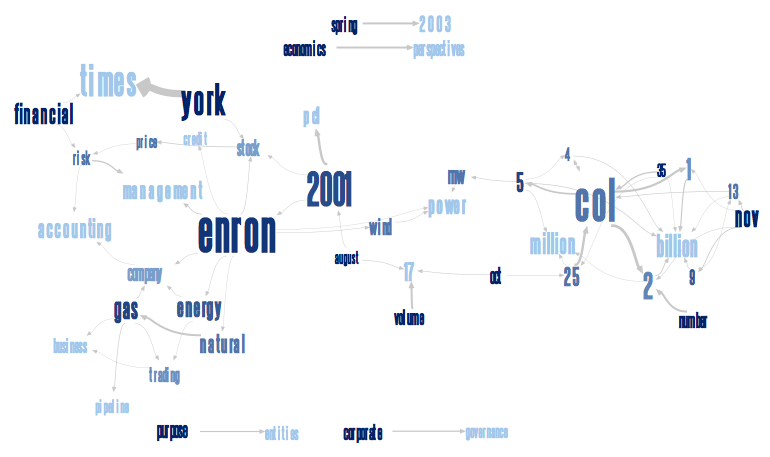 spring 2003
economics perspectives
times
york
financial
pcl
price credit stock
risk
4
35 1
mw 5
management
2001
col
13
power
nov
accounting
enron
wind
million
billion
august
company
17
oct
25
2
9
gas energy
volume
number
business
natural
trading
pipeline
purpose entities corporate governance